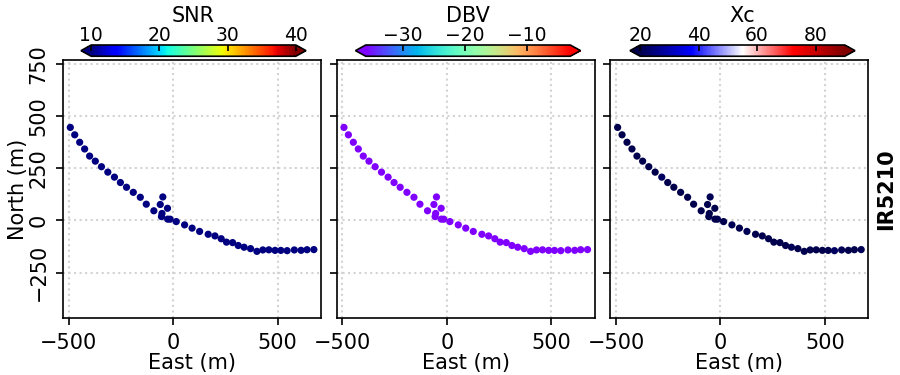 SNR DBV Xc
10 20 30 40 −30 −20 −10 20 40 60 80
750
500
250
0
−250
North (m)
IR5210
−500 0 500 −500 0 500 −500 0 500
East (m) East (m) East (m)